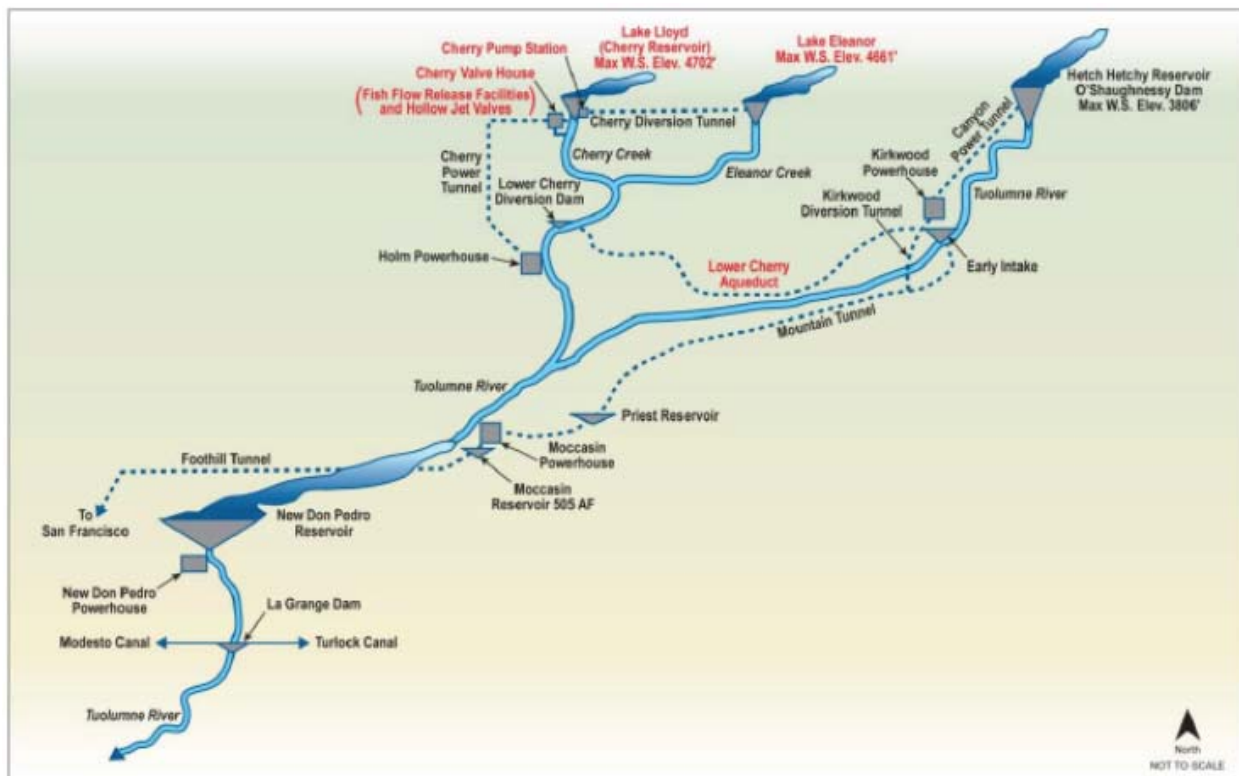 Lake Lloyd
(Cherry Reservoir)
Max W.S. Elev. 4702'
Cherry Pump Station
Cherry Valve House
(Fish Flow Release Facilities)
and Hollow Jet Valves
Lake Eleanor
Max W.S. Elev. 4661'
Hetch Hetchy Reservoir
O'Shaughnessy Dam
Max W.S. Elev. 3806'
Cherry Diversion Tunnel
Canyon
Power Tunnel
Cherry
Power
Tunnel
Cherry Creek
Eleanor Creek
Kirkwood
Powerhouse
Tuolumne River
Lower Cherry
Diversion Dam
Kirkwood
Diversion Tunnel
Holm Powerhouse
Lower Cherry
Aqueduct
Early Intake
Mountain Tunnel
Tuolumne River
Priest Reservoir
Foothill Tunnel
Moccasin
Powerhouse
Moccasin
Reservoir 505 AF
To
San Francisco
New Don Pedro
Reservoir
New Don Pedro
Powerhouse
La Grange Dam
Modesto Canal
Turlock Canal
Tuolumne River
North
NOT TO SCALE